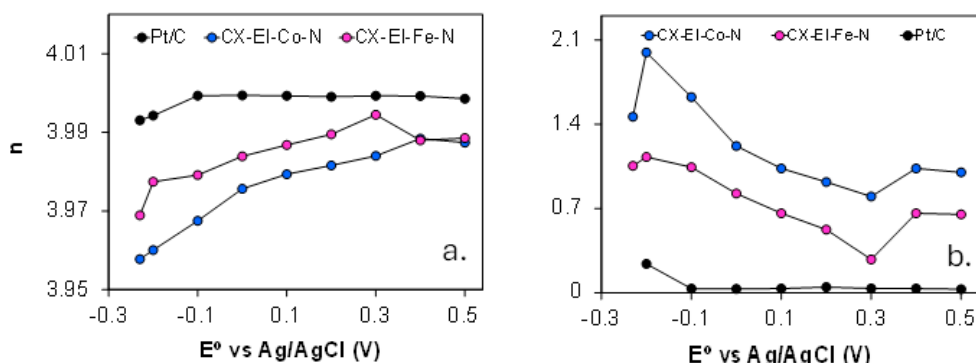 Pt/C CX-El-Co-N CX-El-Fe-N
4.01
3.99
3.97
3.95
n
-0.3 -0.1 0.1 0.3 0.5
Eº vs Ag/AgCl (V)
a.
CX-El-Co-N CX-El-Fe-N Pt/C
2.1
1.4
0.7
0
-0.3 -0.1 0.1 0.3 0.5
Eº vs Ag/AgCl (V)
b.